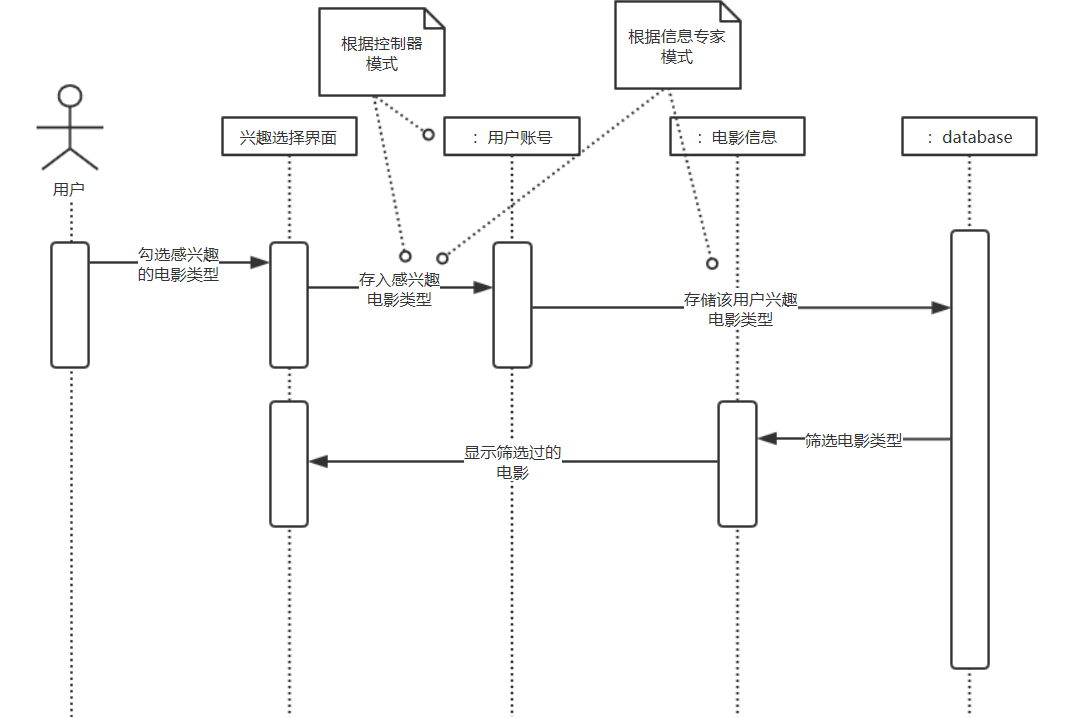 根据控制器
模式
根据信息专家
模式
兴趣选择界面
：用户账号
：电影信息
：database
用户
勾选感兴趣
的电影类型
存入感兴趣
电影类型
存储该用户兴趣
电影类型
筛选电影类型
显示筛选过的
电影